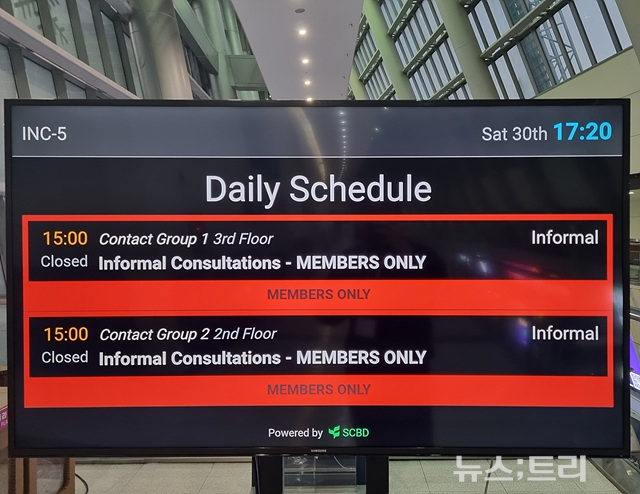 INC-5
Sat 30th 17:20
Daily Schedule
15:00 Contact Group 1 3rd Floor Informal
Closed Informal Consultations - MEMBERS ONLY
MEMBERS ONLY
15:00 Contact Group 2 2nd Floor Informal
Closed Informal Consultations - MEMBERS ONLY
MEMBERS ONLY
Powered by SCBD
SAMSUNG
뉴스;트리